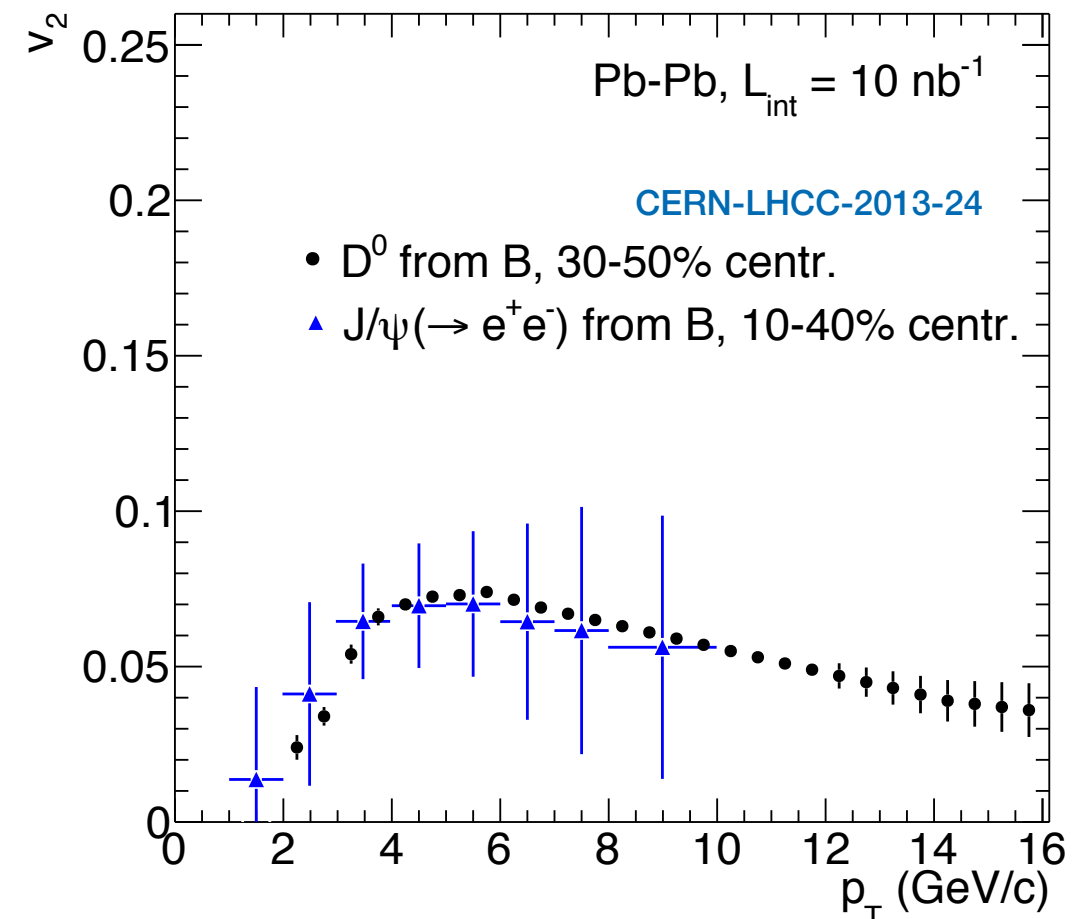 v₂
0.25
0.2
0.15
0.1
0.05
0
Pb-Pb, L_int = 10 nb⁻¹
CERN-LHCC-2013-24
D⁰ from B, 30-50% centr.
J/ψ(→ e⁺e⁻) from B, 10-40% centr.
0 2 4 6 8 10 12 14 16
p_T (GeV/c)